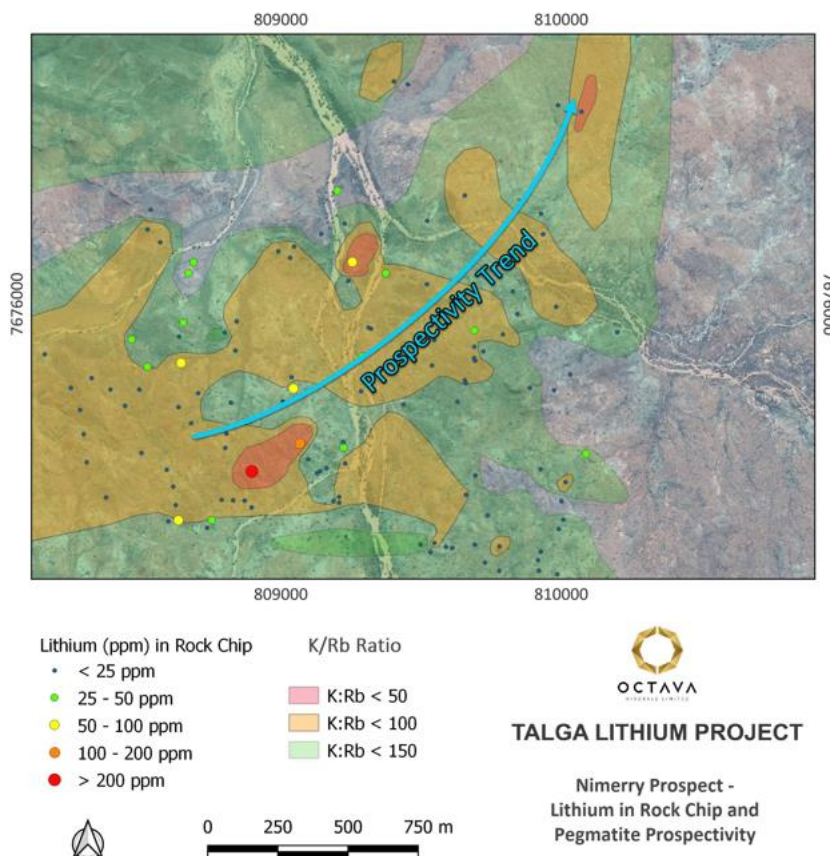 809000 810000
7676000
7676000
Prospectivity Trend
809000 810000
Lithium (ppm) in Rock Chip
< 25 ppm
25 - 50 ppm
50 - 100 ppm
100 - 200 ppm
> 200 ppm
K/Rb Ratio
K:Rb < 50
K:Rb < 100
K:Rb < 150
0 250 500 750 m
OCTAVA
MINERALS LIMITED
TALGA LITHIUM PROJECT
Nimerry Prospect -
Lithium in Rock Chip and
Pegmatite Prospectivity